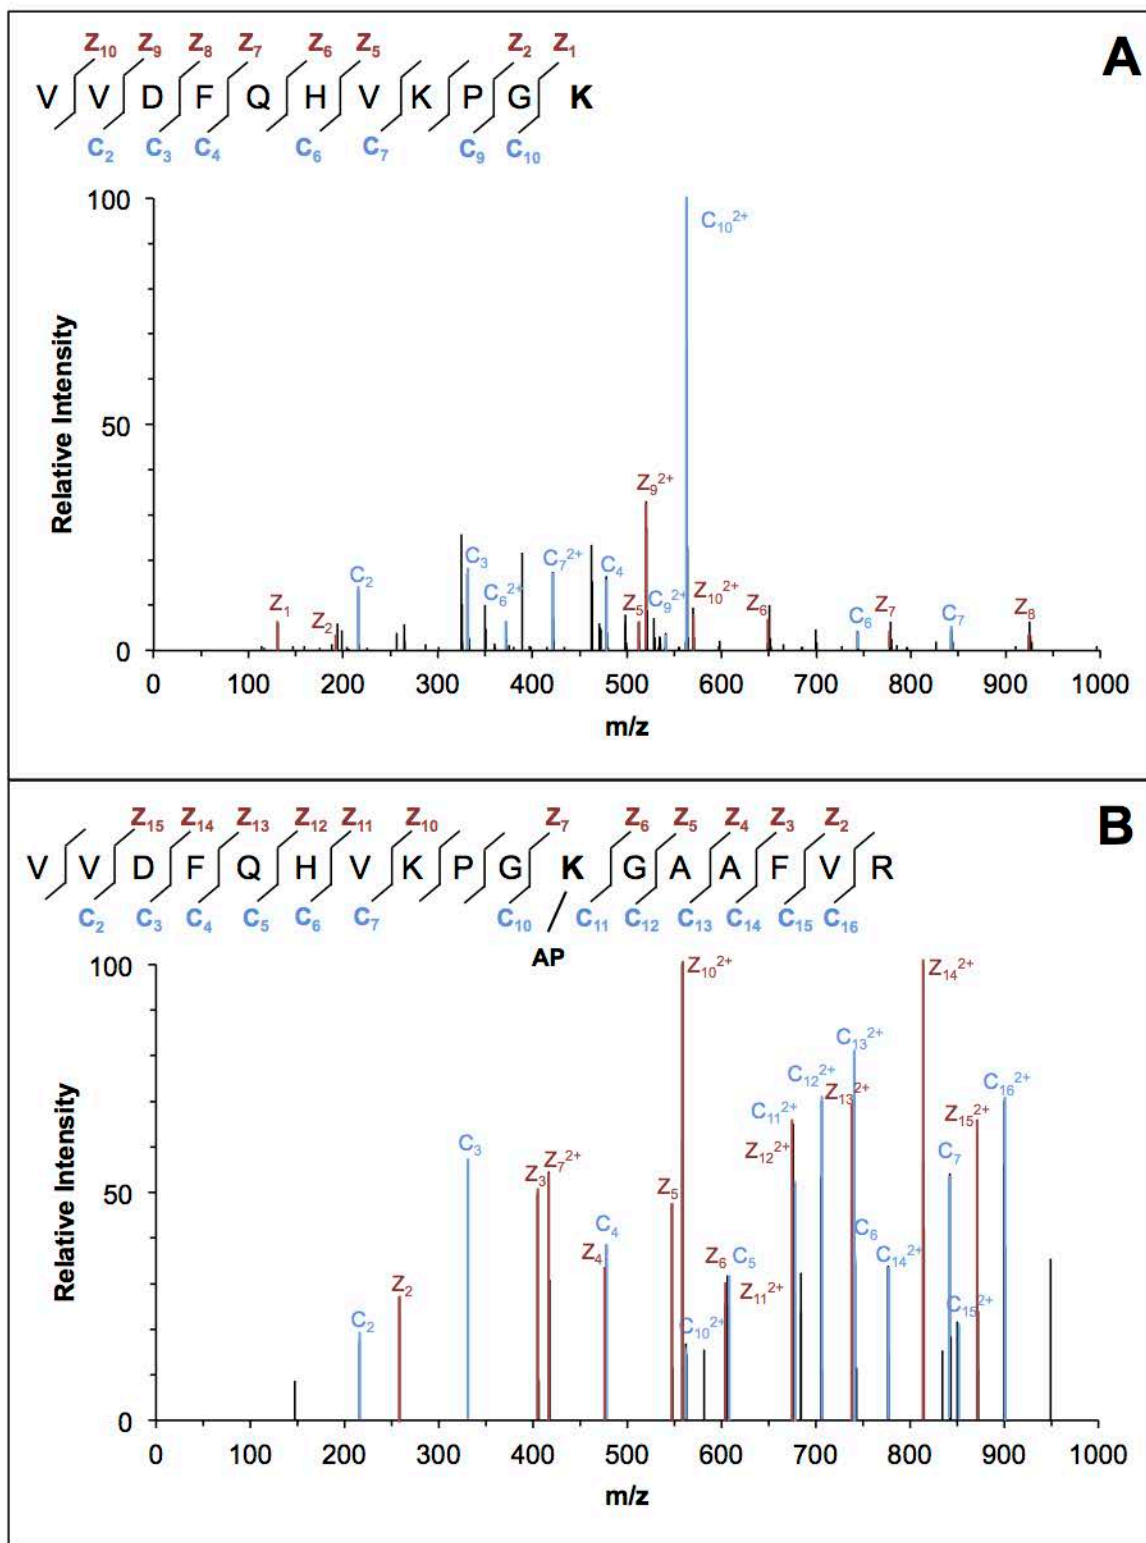 A
Z10 Z9 Z8 Z7 Z6 Z5 Z2 Z1
V V D F Q H V K P G K
C2 C3 C4 C6 C7 C9 C10
100
C10 2+
Relative Intensity
50
Z9 2+
C3
C7 2+
C4
C2
C6 2+
C9 2+
Z10 2+
Z1
Z2
Z5
Z6
C6
Z7
C7
Z8
0
0 100 200 300 400 500 600 700 800 900 1000
m/z
B
Z15 Z14 Z13 Z12 Z11 Z10 Z7 Z6 Z5 Z4 Z3 Z2
V V D F Q H V K P G K G A A F V R
C2 C3 C4 C5 C6 C7 C10 C11 C12 C13 C14 C15 C16
AP
100
Z10 2+
Z14 2+
C13 2+
C12 2+
Z13 2+
C16 2+
Relative Intensity
C11 2+
Z15 2+
Z12 2+
C3
Z3
Z7 2+
C7
50
Z5
C4
C6
Z4
Z6
C5
C14 2+
Z2
Z11 2+
C2
C10 2+
C15 2+
0
0 100 200 300 400 500 600 700 800 900 1000
m/z